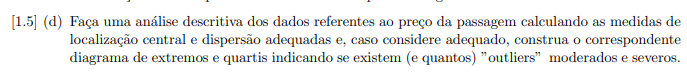 [1.5] (d) Faça uma análise descritiva dos dados referentes ao preço da passagem calculando as medidas de
localização central e dispersão adequadas e, caso considere adequado, construa o correspondente
diagrama de extremos e quartis indicando se existem (e quantos) "outliers" moderados e severos.